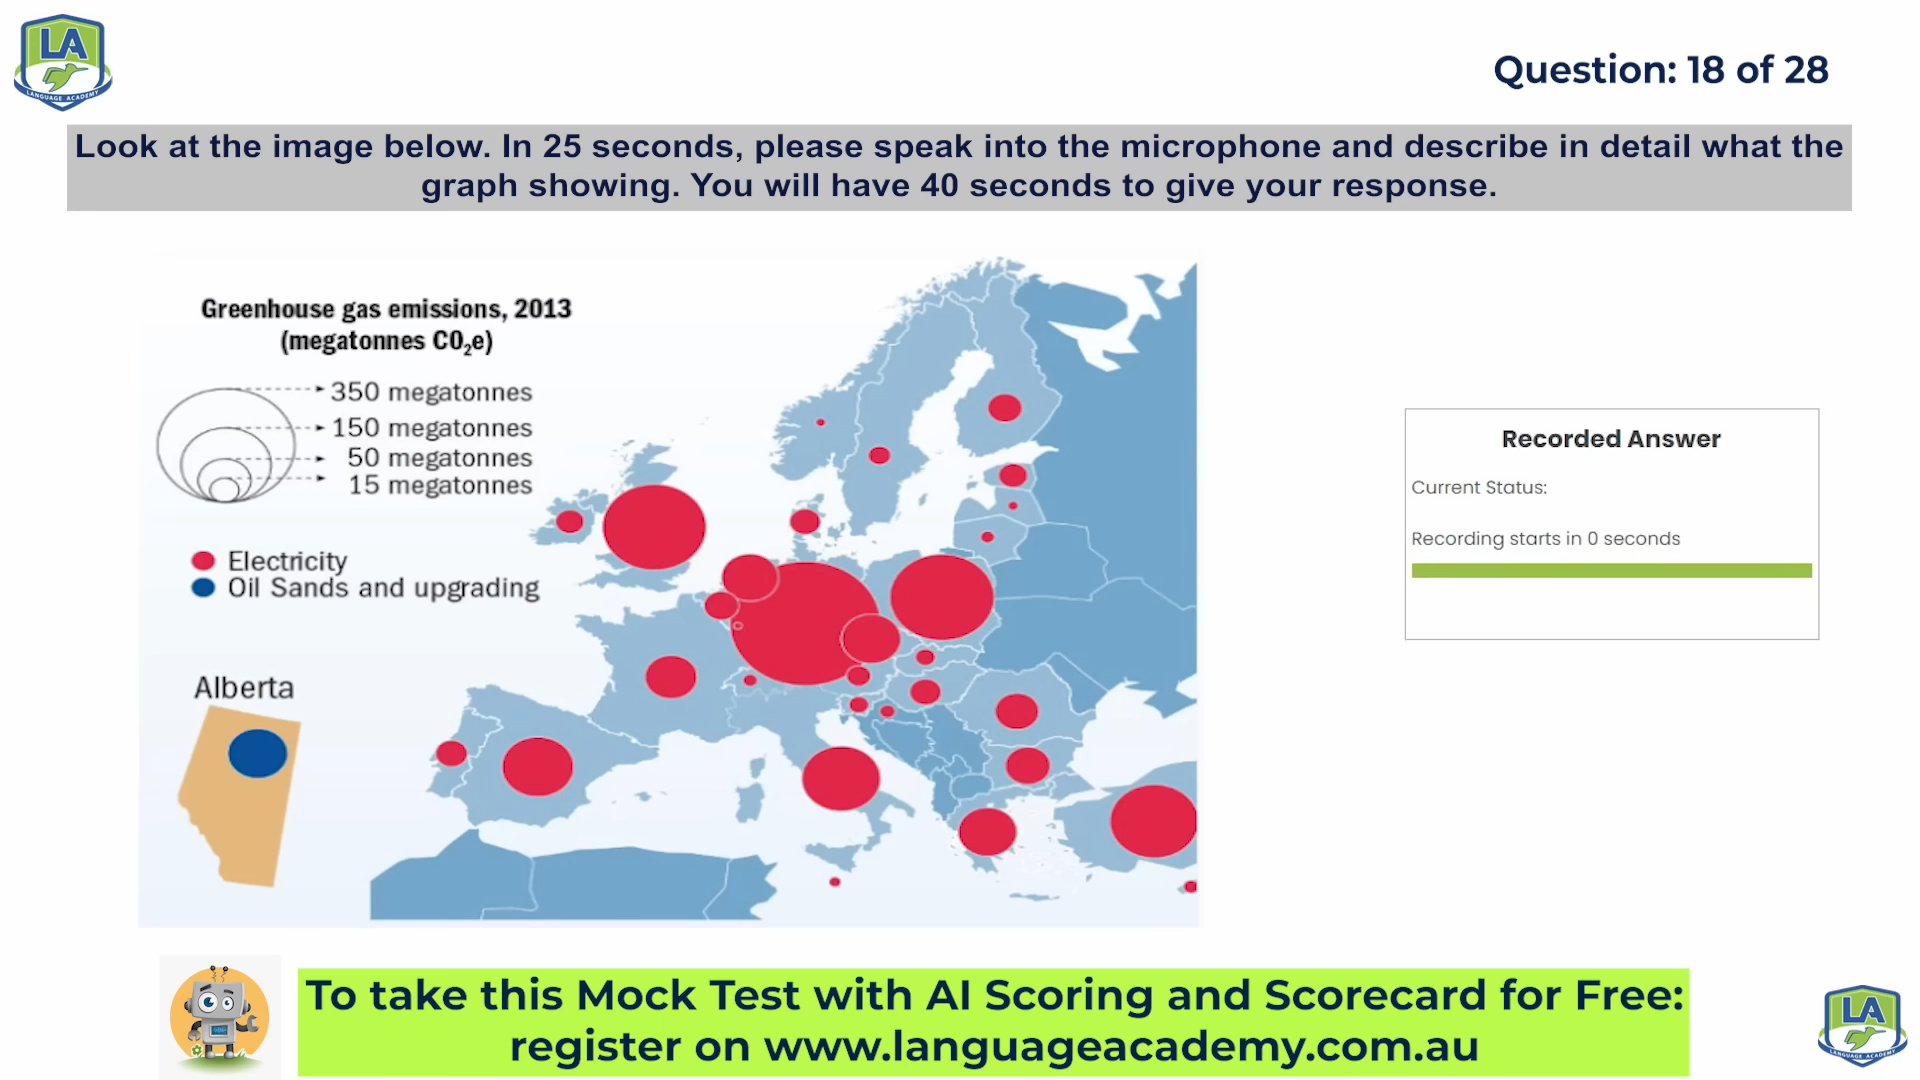 LA
LANGUAGE ACADEMY
Question: 18 of 28
Look at the image below. In 25 seconds, please speak into the microphone and describe in detail what the
graph showing. You will have 40 seconds to give your response.
Greenhouse gas emissions, 2013
(megatonnes CO₂e)
350 megatonnes
150 megatonnes
50 megatonnes
15 megatonnes
Electricity
Oil Sands and upgrading
Alberta
Recorded Answer
Current Status:
Recording starts in 0 seconds
To take this Mock Test with AI Scoring and Scorecard for Free:
register on www.languageacademy.com.au
LA
LANGUAGE ACADEMY